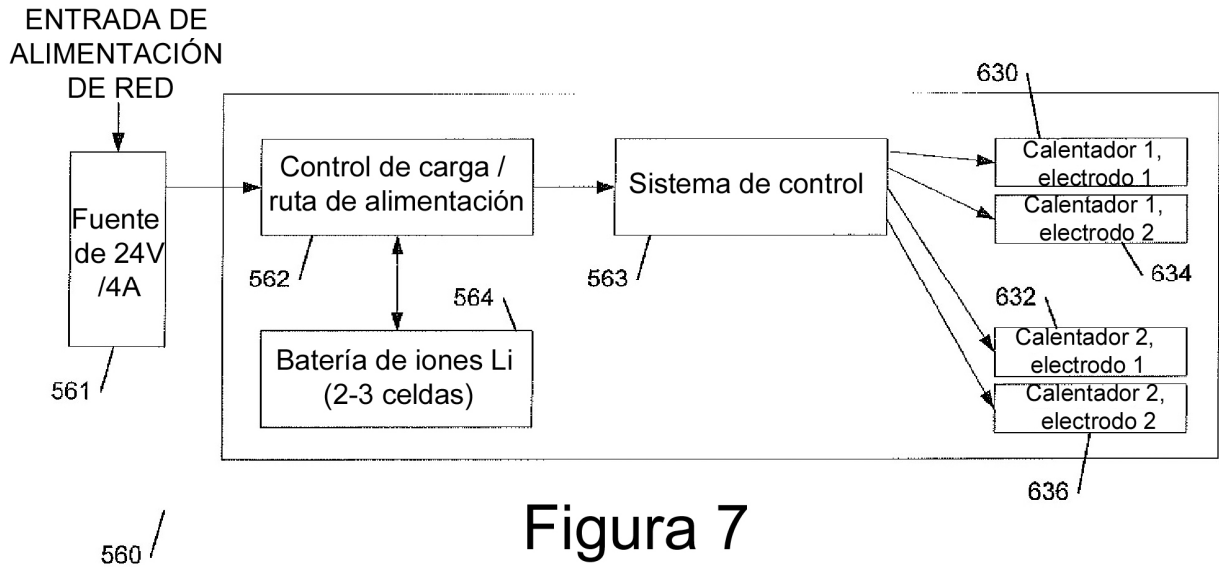 ENTRADA DE
ALIMENTACIÓN
DE RED
Fuente
de 24V
/4A
561
Control de carga /
ruta de alimentación
562
564
Batería de iones Li
(2-3 celdas)
Sistema de control
563
630
Calentador 1,
electrodo 1
Calentador 1,
electrodo 2
634
632
Calentador 2,
electrodo 1
Calentador 2,
electrodo 2
636
560
Figura 7